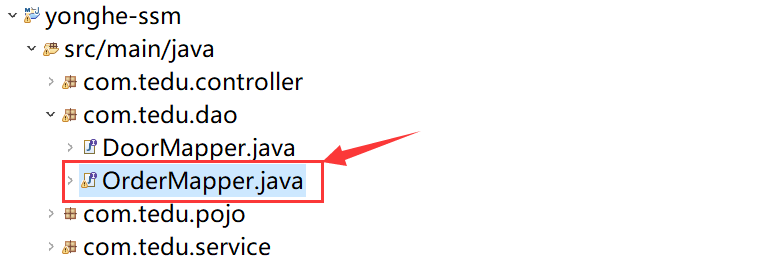 yonghe-ssm
src/main/java
com.tedu.controller
com.tedu.dao
DoorMapper.java
OrderMapper.java
com.tedu.pojo
com.tedu.service